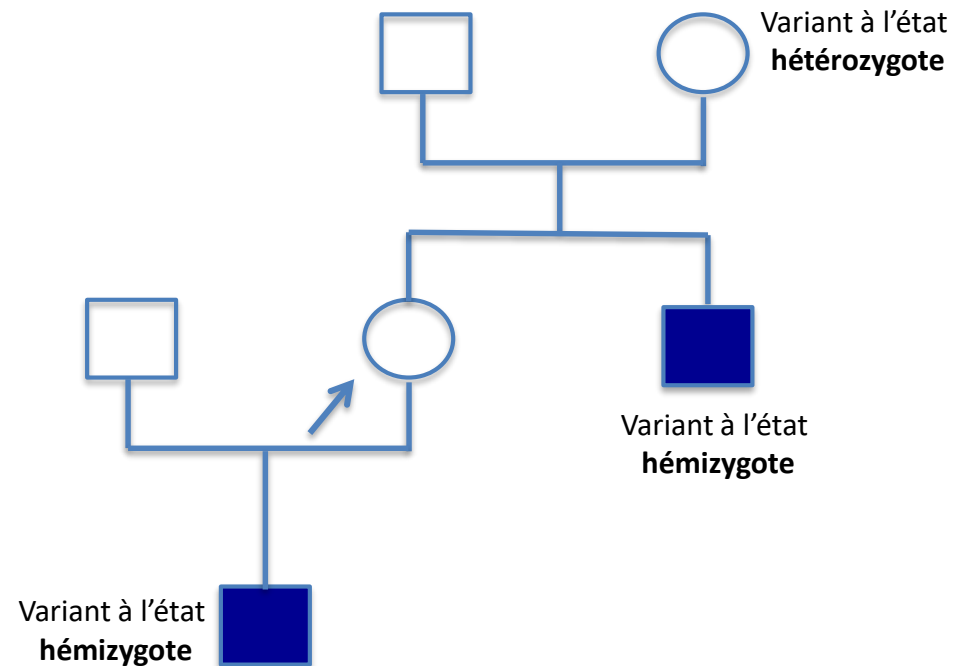 Variant à l’état
hétérozygote
Variant à l’état
hémizygote
Variant à l’état
hémizygote